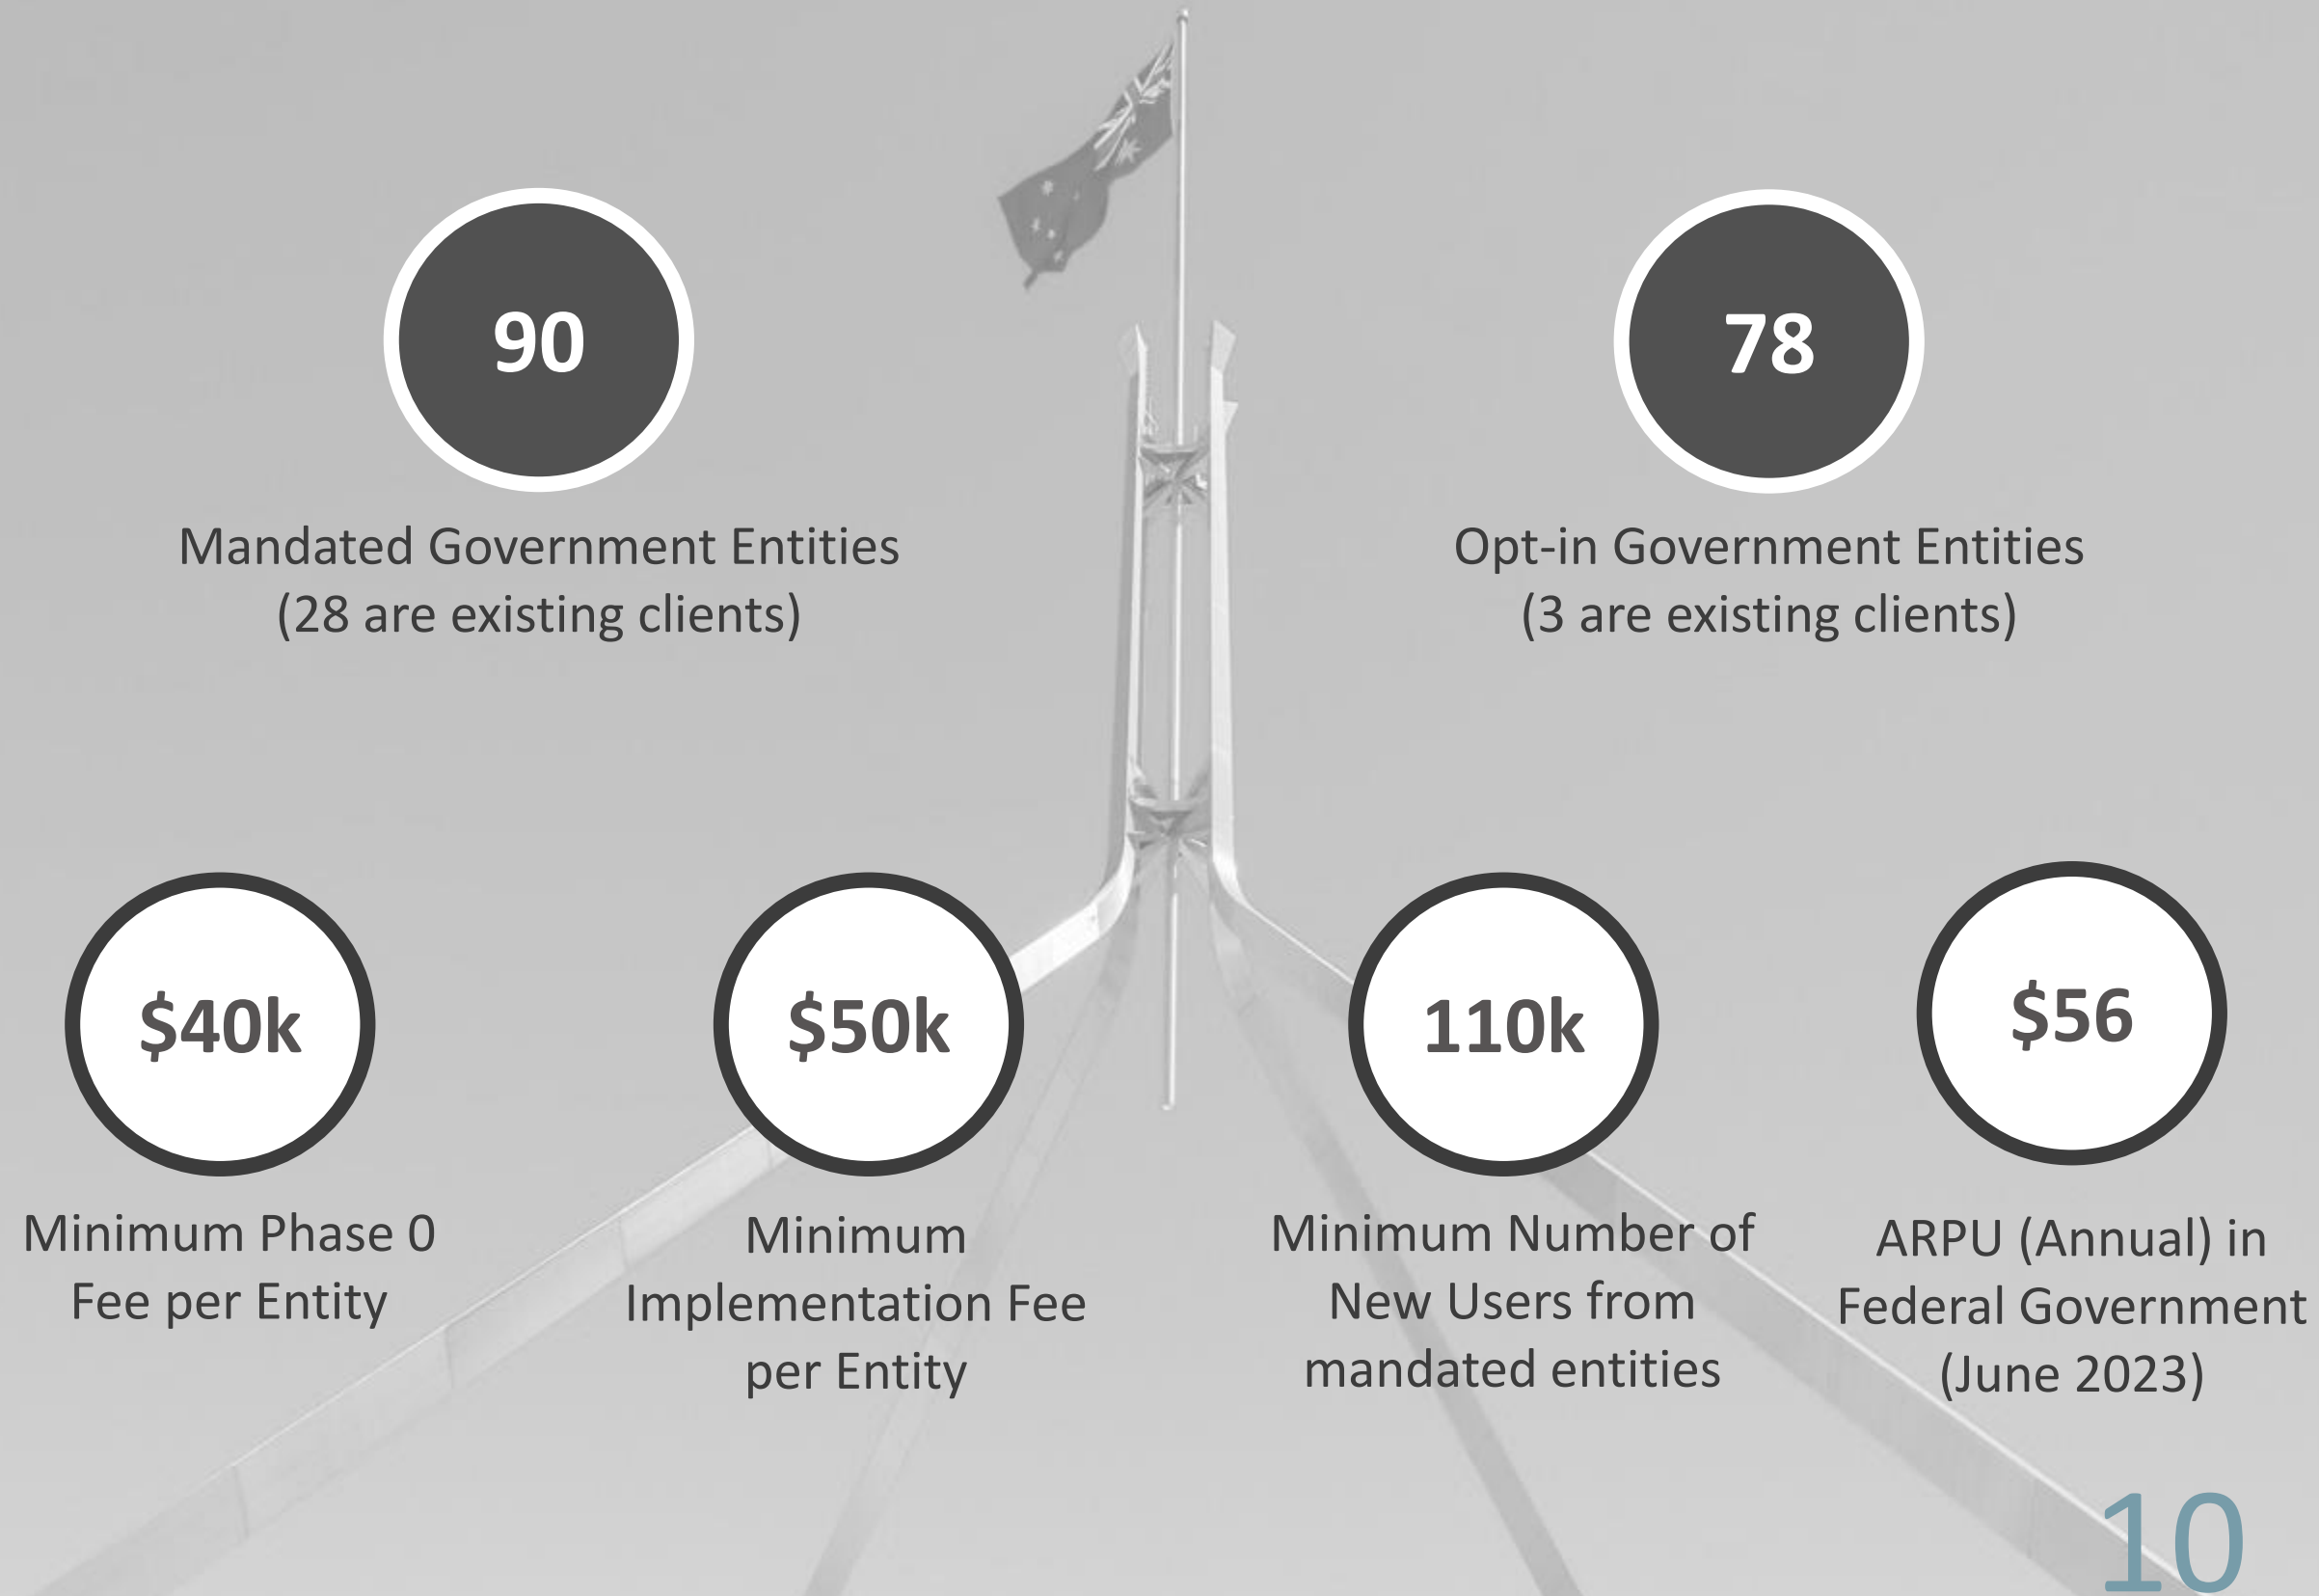 90
Mandated Government Entities
(28 are existing clients)
78
Opt-in Government Entities
(3 are existing clients)
$40k
Minimum Phase 0
Fee per Entity
$50k
Minimum
Implementation Fee
per Entity
110k
Minimum Number of
New Users from
mandated entities
$56
ARPU (Annual) in
Federal Government
(June 2023)
10